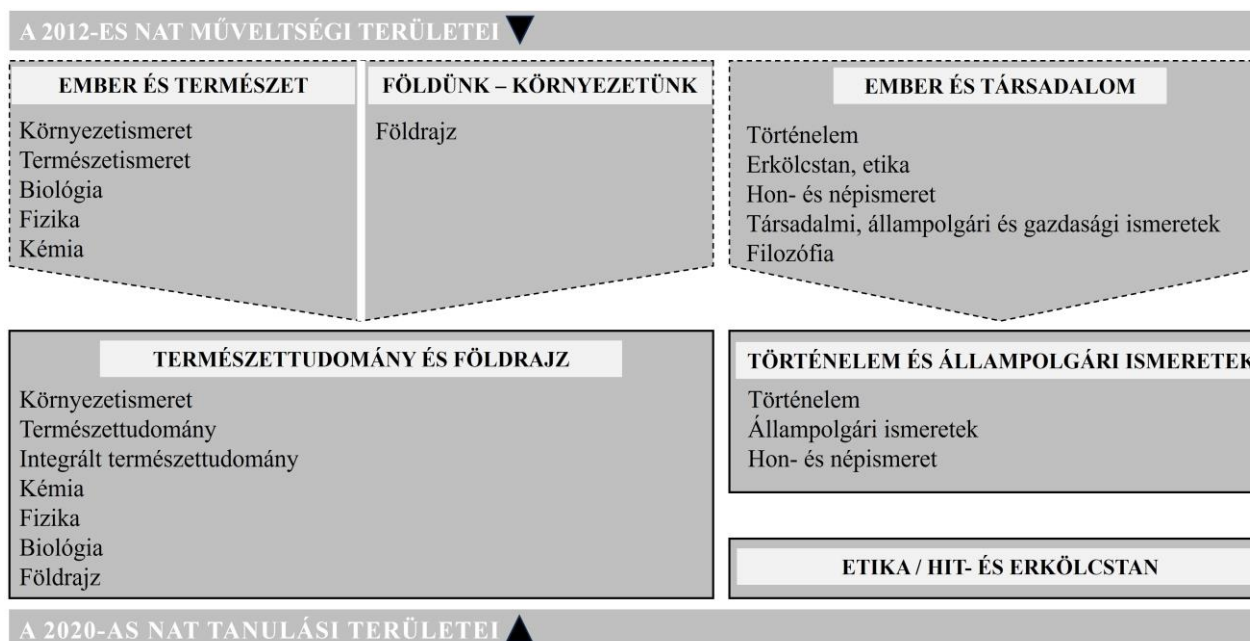 A 2012-ES NAT MŰVELTSÉGI TERÜLETEI
EMBER ÉS TERMÉSZET
Környezetismeret
Természetismeret
Biológia
Fizika
Kémia
FÖLDÜNK – KÖRNYEZETÜNK
Földrajz
EMBER ÉS TÁRSADALOM
Történelem
Erkölcstan, etika
Hon- és népismeret
Társadalmi, állampolgári és gazdasági ismeretek
Filozófia
TERMÉSZETTUDOMÁNY ÉS FÖLDRAJZ
Környezetismeret
Természettudomány
Integrált természettudomány
Kémia
Fizika
Biológia
Földrajz
TÖRTÉNELEM ÉS ÁLLAMPOLGÁRI ISMERETEK
Történelem
Állampolgári ismeretek
Hon- és népismeret
ETIKA / HIT- ÉS ERKÖLCSTAN
A 2020-AS NAT TANULÁSI TERÜLETEI